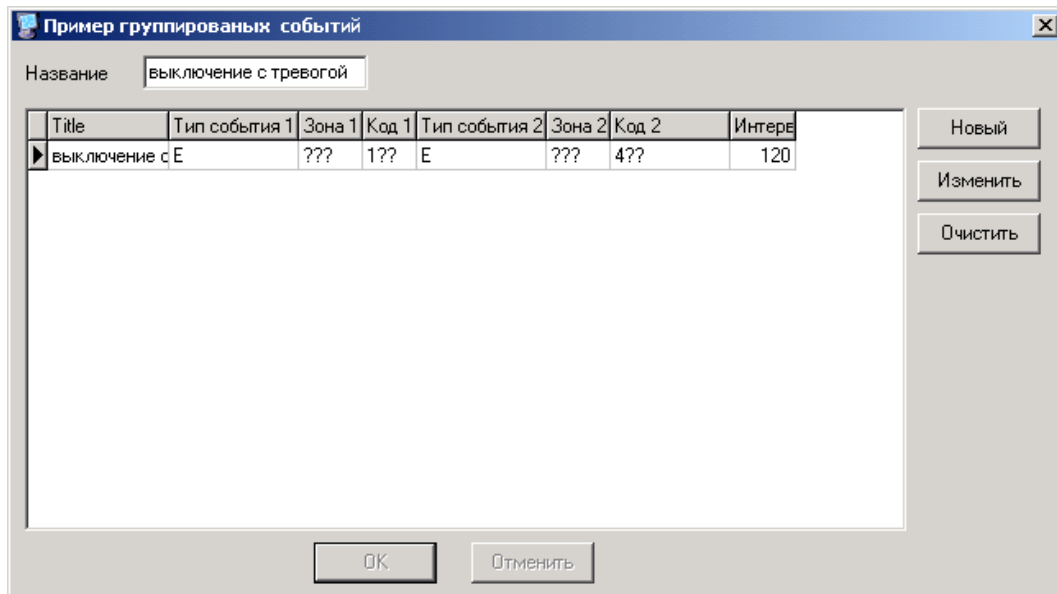 Пример группированых событий
Название выключение с тревогой
Title Тип события 1 Зона 1 Код 1 Тип события 2 Зона 2 Код 2 Интерв
выключение с E ??? 1?? E ??? 4?? 120
Новый
Изменить
Очистить
OK Отменить